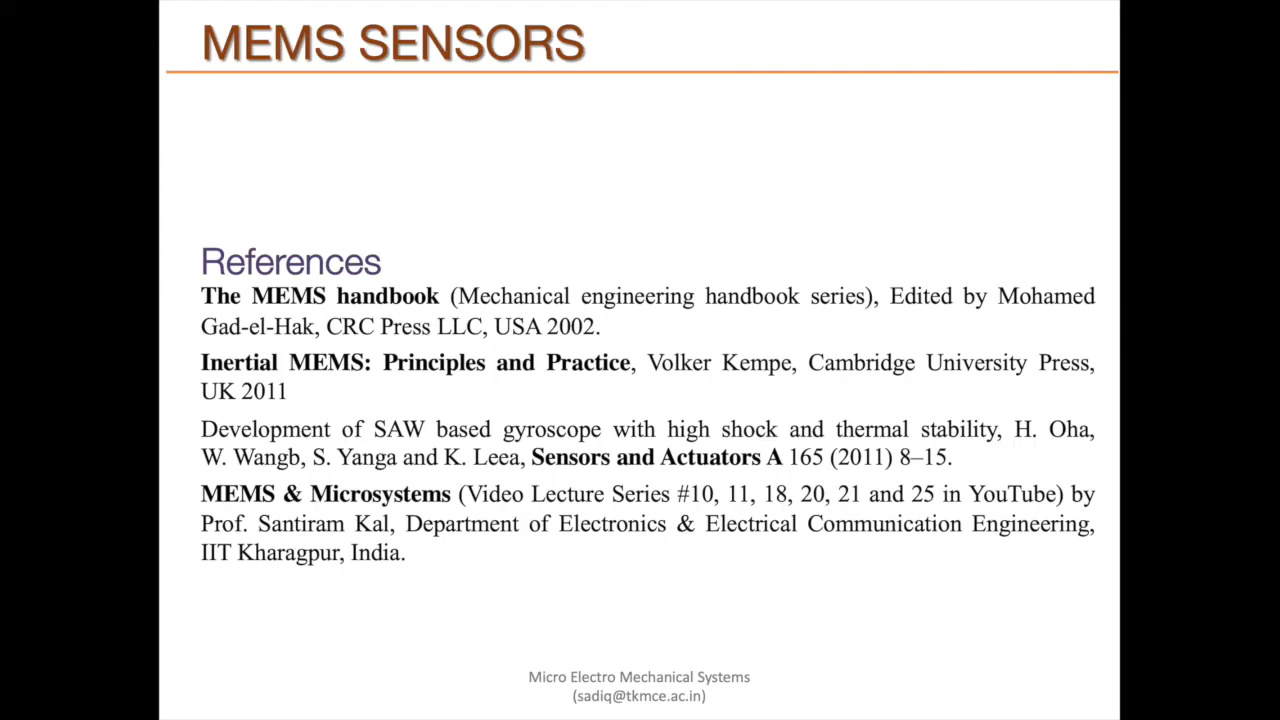 MEMS SENSORS
References
The MEMS handbook (Mechanical engineering handbook series), Edited by Mohamed
Gad-el-Hak, CRC Press LLC, USA 2002.
Inertial MEMS: Principles and Practice, Volker Kempe, Cambridge University Press,
UK 2011
Development of SAW based gyroscope with high shock and thermal stability, H. Oha,
W. Wangb, S. Yanga and K. Leea, Sensors and Actuators A 165 (2011) 8–15.
MEMS & Microsystems (Video Lecture Series #10, 11, 18, 20, 21 and 25 in YouTube) by
Prof. Santiram Kal, Department of Electronics & Electrical Communication Engineering,
IIT Kharagpur, India.
Micro Electro Mechanical Systems
(sadiq@tkmce.ac.in)